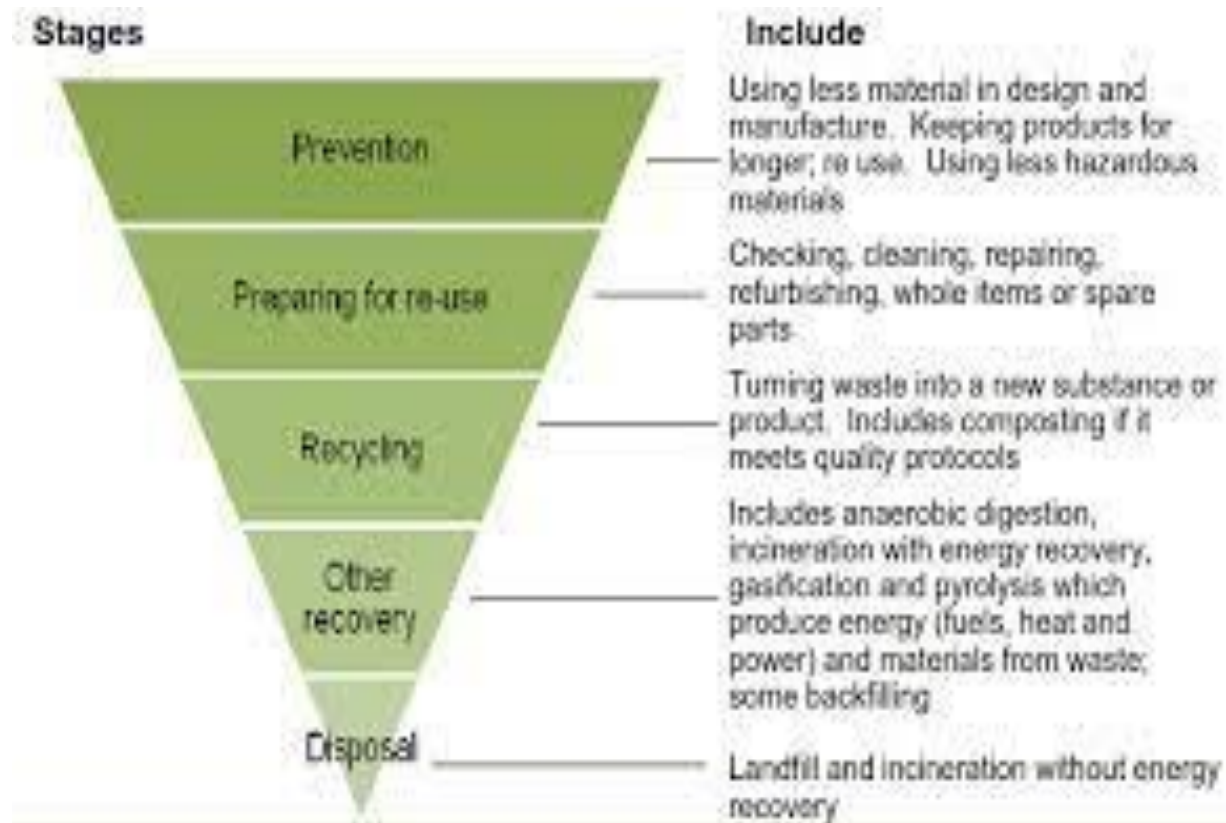 Stages
Include
Prevention
Using less material in design and
manufacture. Keeping products for
longer; re use. Using less hazardous
materials
Preparing for re-use
Checking, cleaning, repairing,
refurbishing, whole items or spare
parts
Recycling
Turning waste into a new substance or
product. Includes composting if it
meets quality protocols
Other
recovery
Includes anaerobic digestion,
incineration with energy recovery,
gasification and pyrolysis which
produce energy (fuels, heat and
power) and materials from waste;
some backfilling
Disposal
Landfill and incineration without energy
recovery